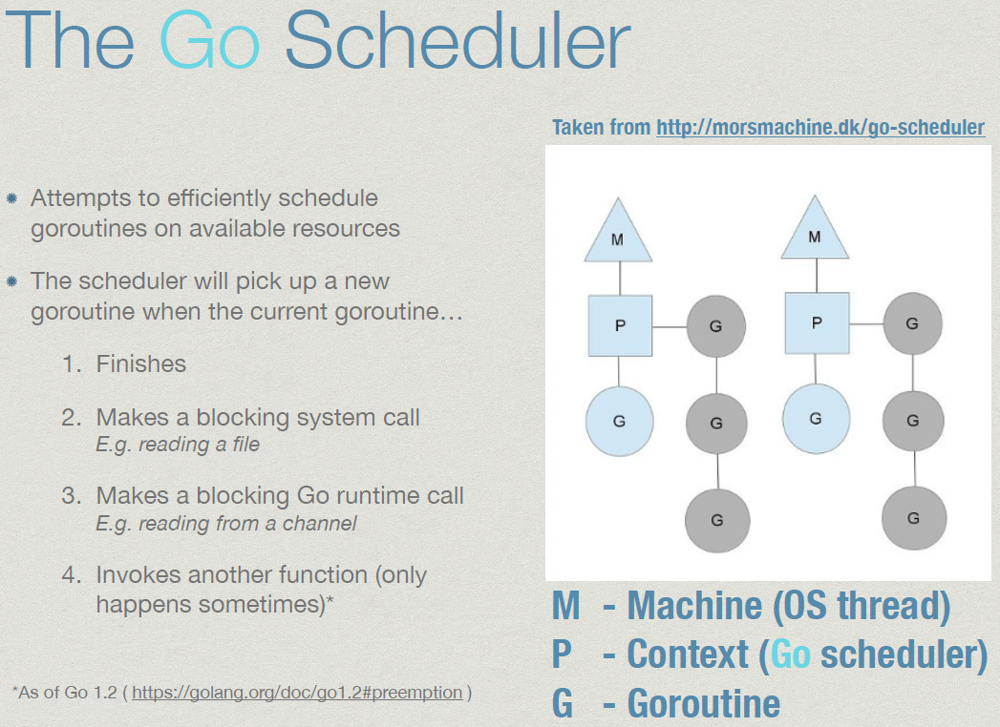 The Go Scheduler
Taken from http://morsmachine.dk/go-scheduler
Attempts to efficiently schedule
goroutines on available resources
The scheduler will pick up a new
goroutine when the current goroutine…
1. Finishes
2. Makes a blocking system call
E.g. reading a file
3. Makes a blocking Go runtime call
E.g. reading from a channel
4. Invokes another function (only
happens sometimes)*
*As of Go 1.2 ( https://golang.org/doc/go1.2#preemption )
M M
P G P G
G G G G
G G
M - Machine (OS thread)
P - Context (Go scheduler)
G - Goroutine